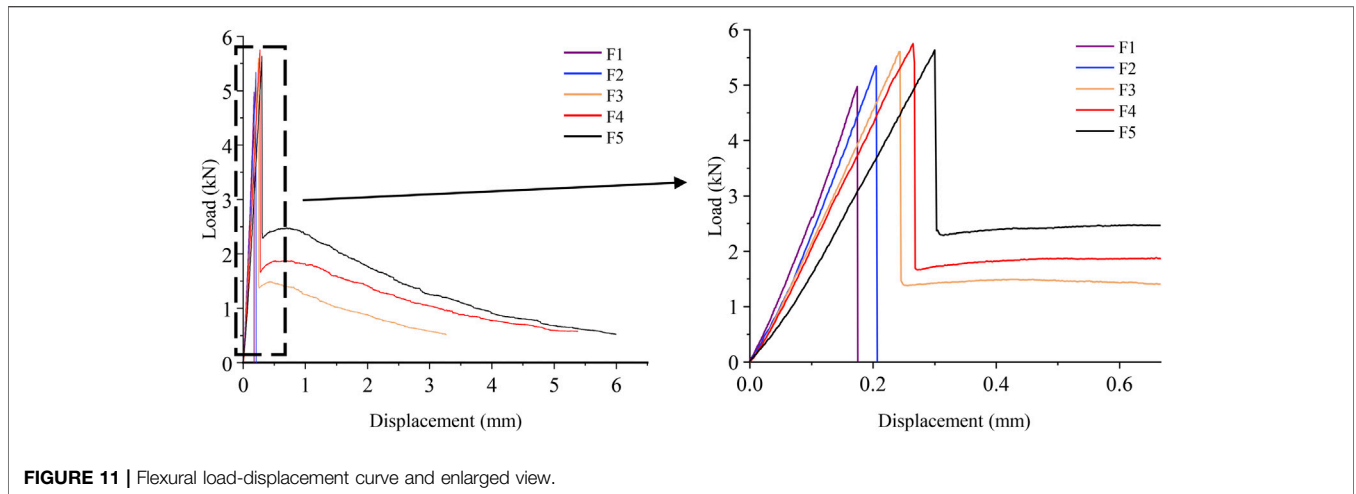 6
5
4
3
2
1
0
Load (kN)
0
1
2
3
4
5
6
Displacement (mm)
F1
F2
F3
F4
F5
6
5
4
3
2
1
0
Load (kN)
0.0
0.2
0.4
0.6
Displacement (mm)
F1
F2
F3
F4
F5
FIGURE 11 | Flexural load-displacement curve and enlarged view.